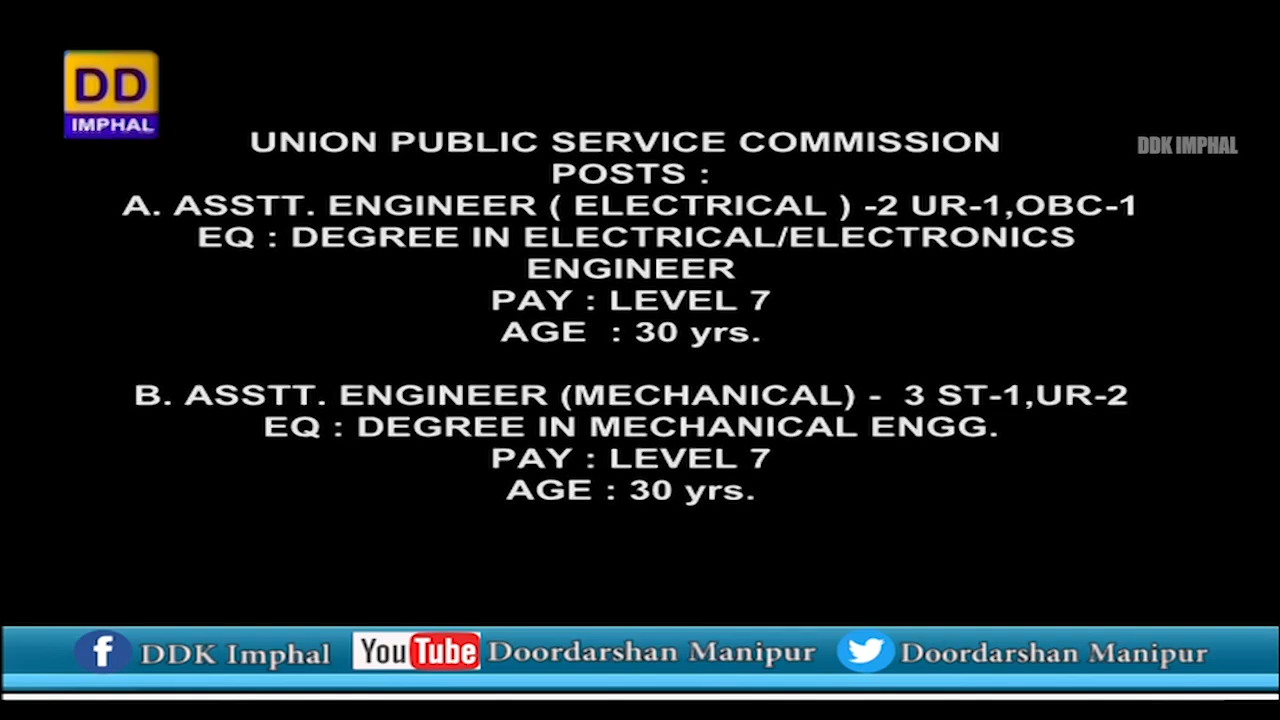 DD
IMPHAL
DDK IMPHAL
UNION PUBLIC SERVICE COMMISSION
POSTS :
A. ASSTT. ENGINEER ( ELECTRICAL ) -2 UR-1,OBC-1
EQ : DEGREE IN ELECTRICAL/ELECTRONICS
ENGINEER
PAY : LEVEL 7
AGE : 30 yrs.
B. ASSTT. ENGINEER (MECHANICAL) - 3 ST-1,UR-2
EQ : DEGREE IN MECHANICAL ENGG.
PAY : LEVEL 7
AGE : 30 yrs.
f DDK Imphal YouTube Doordarshan Manipur Doordarshan Manipur